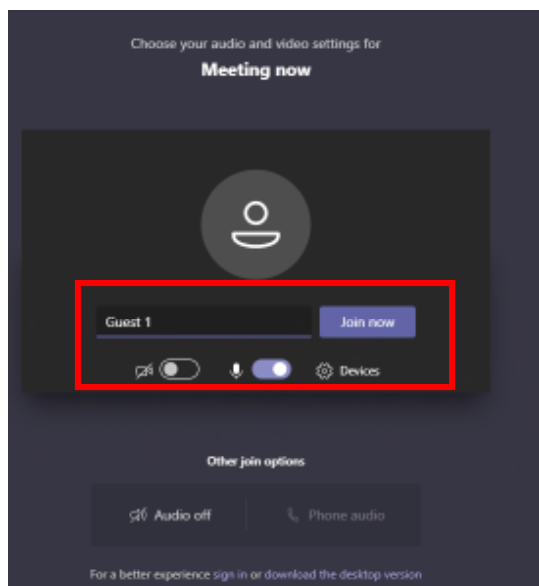 Choose your audio and video settings for
Meeting now
Guest 1
Join now
Devices
Other join options
Audio off
Phone audio
For a better experience sign in or download the desktop version